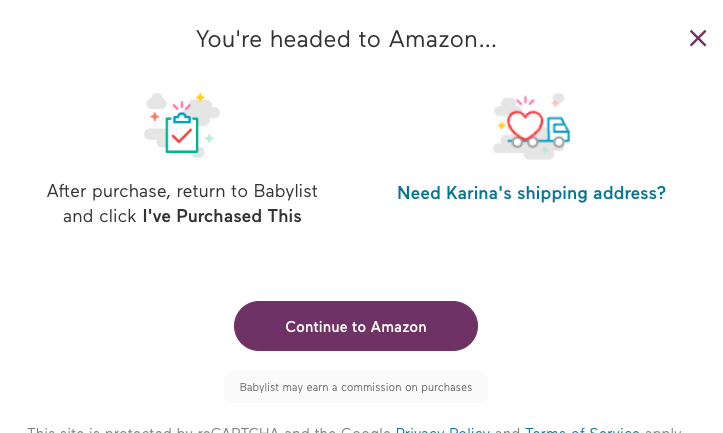 You're headed to Amazon...
After purchase, return to Babylist
and click I've Purchased This
Need Karina's shipping address?
Continue to Amazon
Babylist may earn a commission on purchases
This site is protected by reCAPTCHA and the Google Privacy Policy and Terms of Service apply